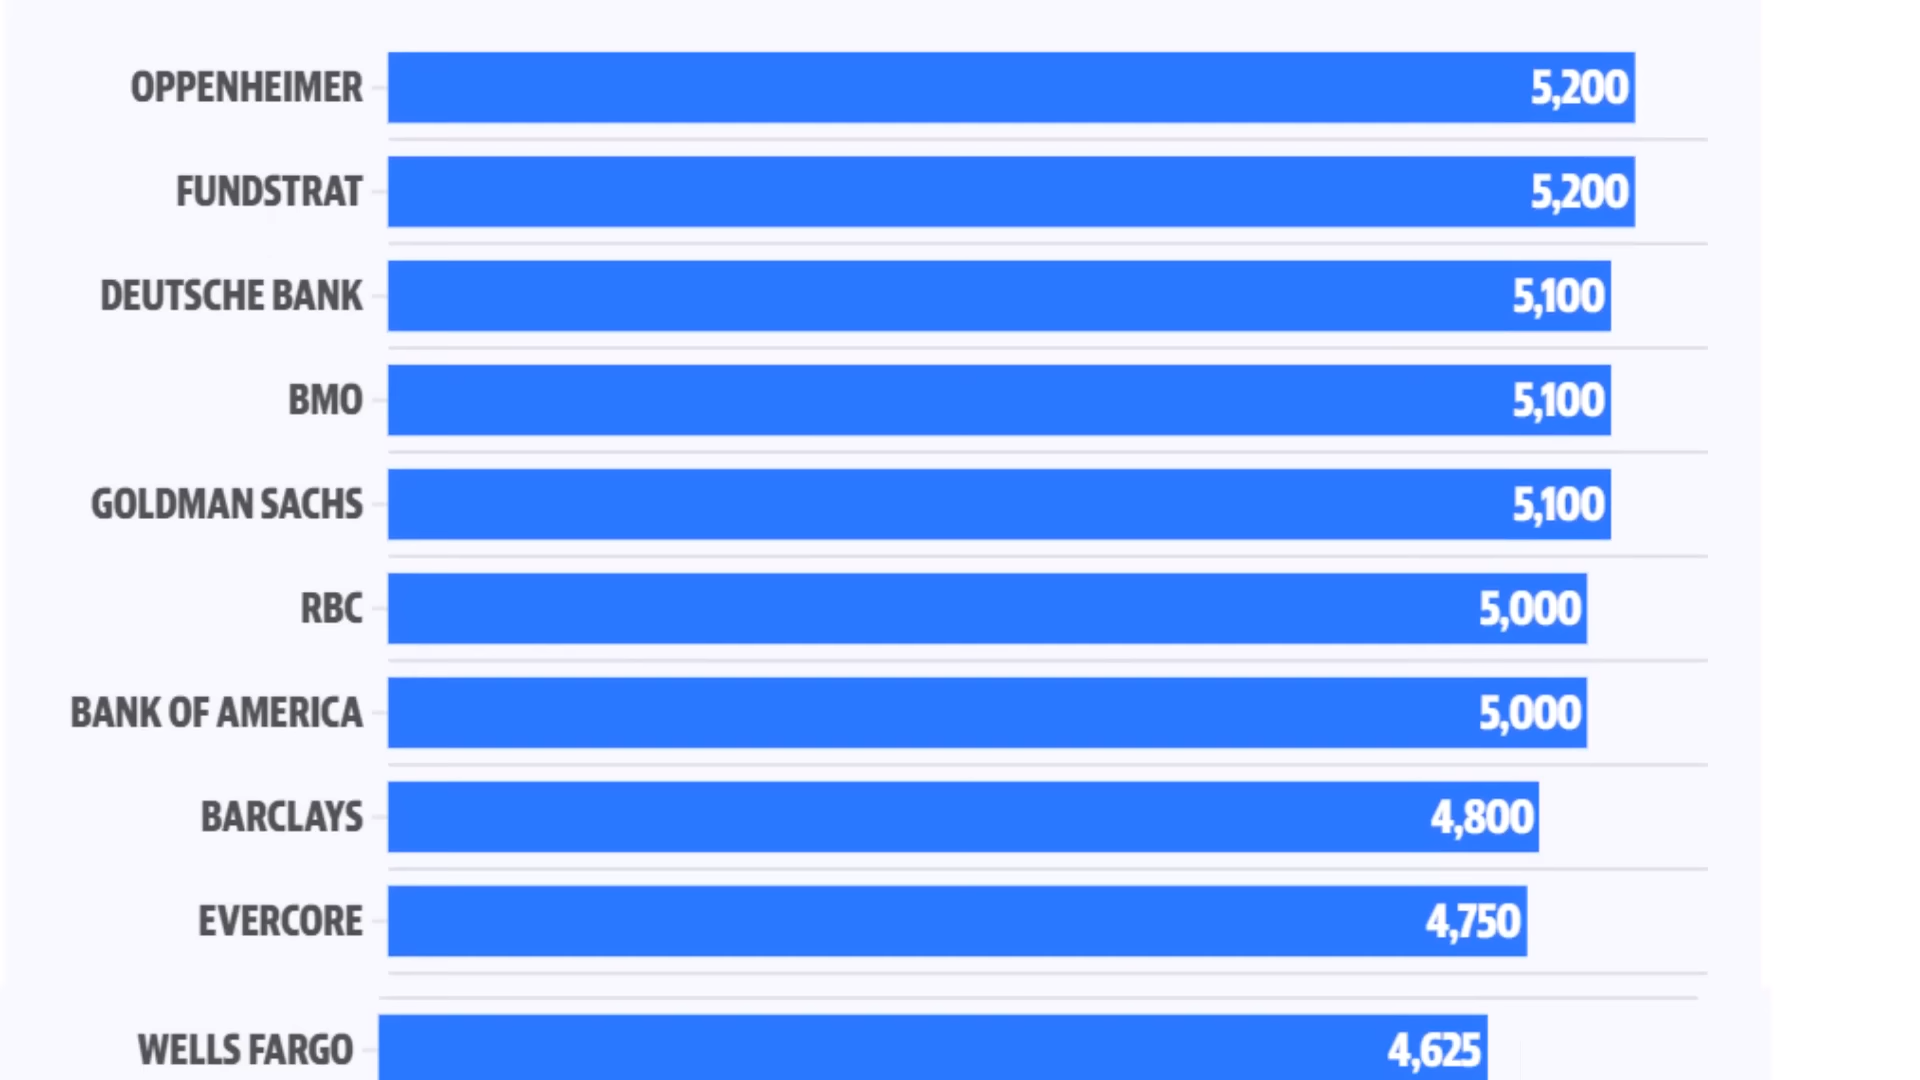 OPPENHEIMER 5,200
FUNDSTRAT 5,200
DEUTSCHE BANK 5,100
BMO 5,100
GOLDMAN SACHS 5,100
RBC 5,000
BANK OF AMERICA 5,000
BARCLAYS 4,800
EVERCORE 4,750
WELLS FARGO 4,625